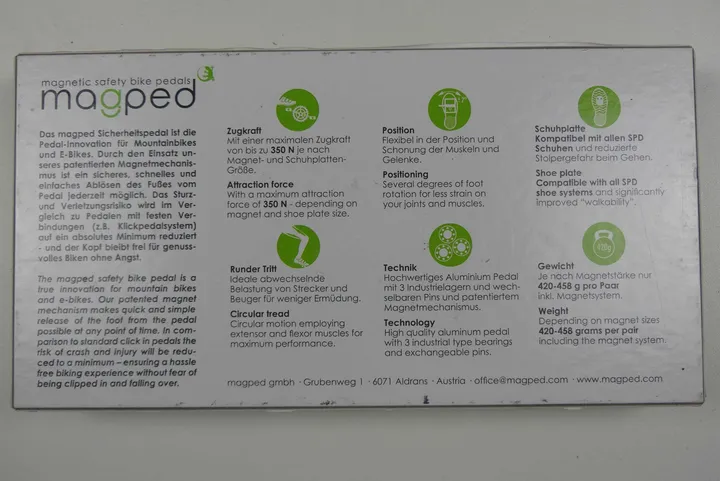 magnetic safety bike pedals
magped
Das magped Sicherheitspedal ist die
Pedal-Innovation für Mountainbikes
und E-Bikes. Durch den Einsatz un-
seres patentierten Magnetmechanis-
mus ist ein sicheres, schnelles und
einfaches Ablösen des Fußes vom
Pedal jederzeit möglich. Das Sturz-
und Verletzungsrisiko wird im Ver-
gleich zu Pedalen mit festen Ver-
bindungen (z.B. Klickpedalsystem)
auf ein absolutes Minimum reduziert
- und der Kopf bleibt frei für genuss-
volles Biken ohne Angst.
The magped safety bike pedal is a
true innovation for mountain bikes
and e-bikes. Our patented magnet
mechanism makes quick and simple
release of the foot from the pedal
possible at any point of time. In com-
parison to standard click in pedals the
risk of crash and injury will be redu-
ced to a minimum – ensuring a hassle
free biking experience without fear of
being clipped in and falling over.
Zugkraft
Mit einer maximalen Zugkraft
von bis zu 350 N je nach
Magnet- und Schuhplatten-
Größe.
Attraction force
With a maximum attraction
force of 350 N - depending on
magnet and shoe plate size.
Position
Flexibel in der Position und
Schonung der Muskeln und
Gelenke.
Positioning
Several degrees of foot
rotation for less strain on
your joints and muscles.
Schuhplatte
Kompatibel mit allen SPD
Schuhen und reduzierte
Stolpergefahr beim Gehen.
Shoe plate
Compatible with all SPD
shoe systems and significantly
improved "walkability".
Runder Tritt
Ideale abwechselnde
Belastung von Strecker und
Beuger für weniger Ermüdung.
Circular tread
Circular motion employing
extensor and flexor muscles for
maximum performance.
Technik
Hochwertiges Aluminium Pedal
mit 3 Industrielagern und wech-
selbaren Pins und patentiertem
Magnetmechanismus.
Technology
High quality aluminum pedal
with 3 industrial type bearings
and exchangeable pins.
420g
Gewicht
Je nach Magnetstärke nur
420-458 g pro Paar
inkl. Magnetsystem.
Weight
Depending on magnet sizes
420-458 grams per pair
including the magnet system.
magped gmbh · Grubenweg 1 · 6071 Aldrans · Austria · office@magped.com · www.magped.com